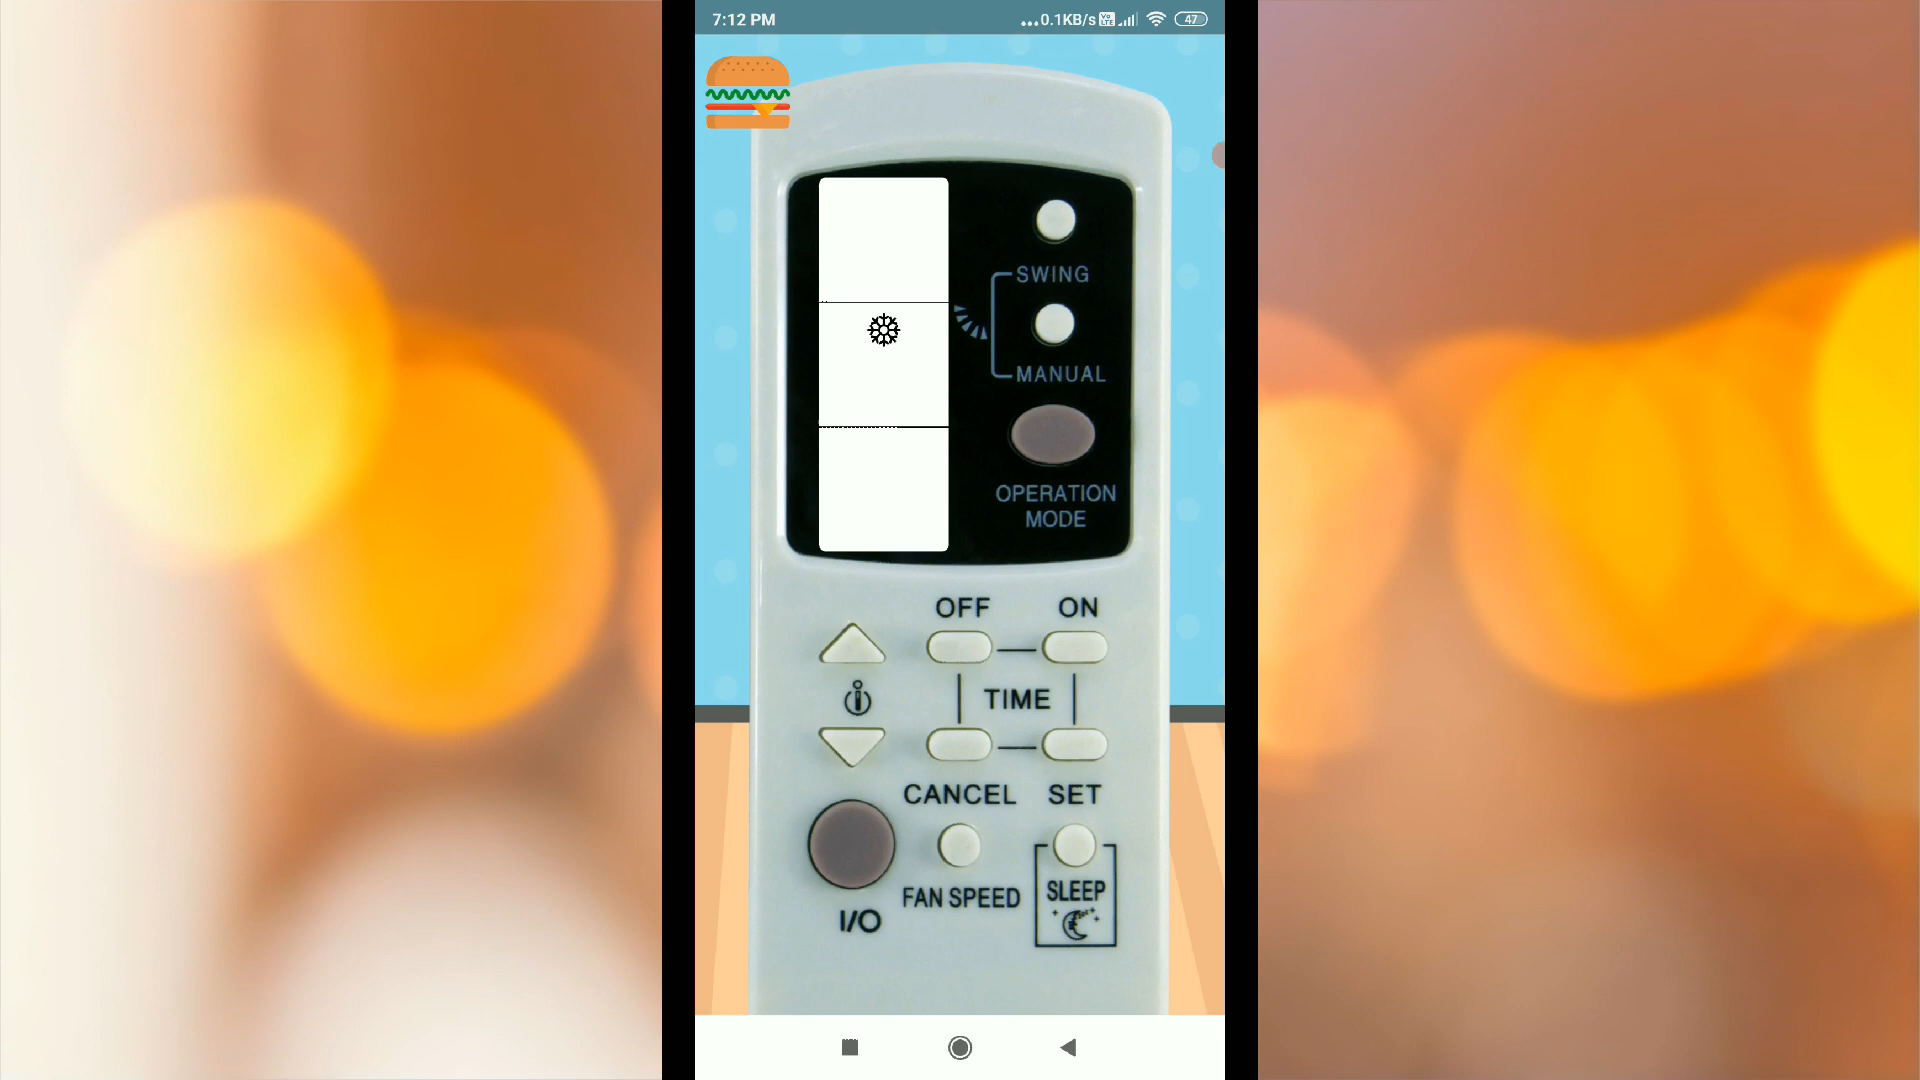 7:12 PM
...0.1KB/s
47
SWING
MANUAL
OPERATION
MODE
OFF ON
TIME
CANCEL SET
FAN SPEED
SLEEP
I/O